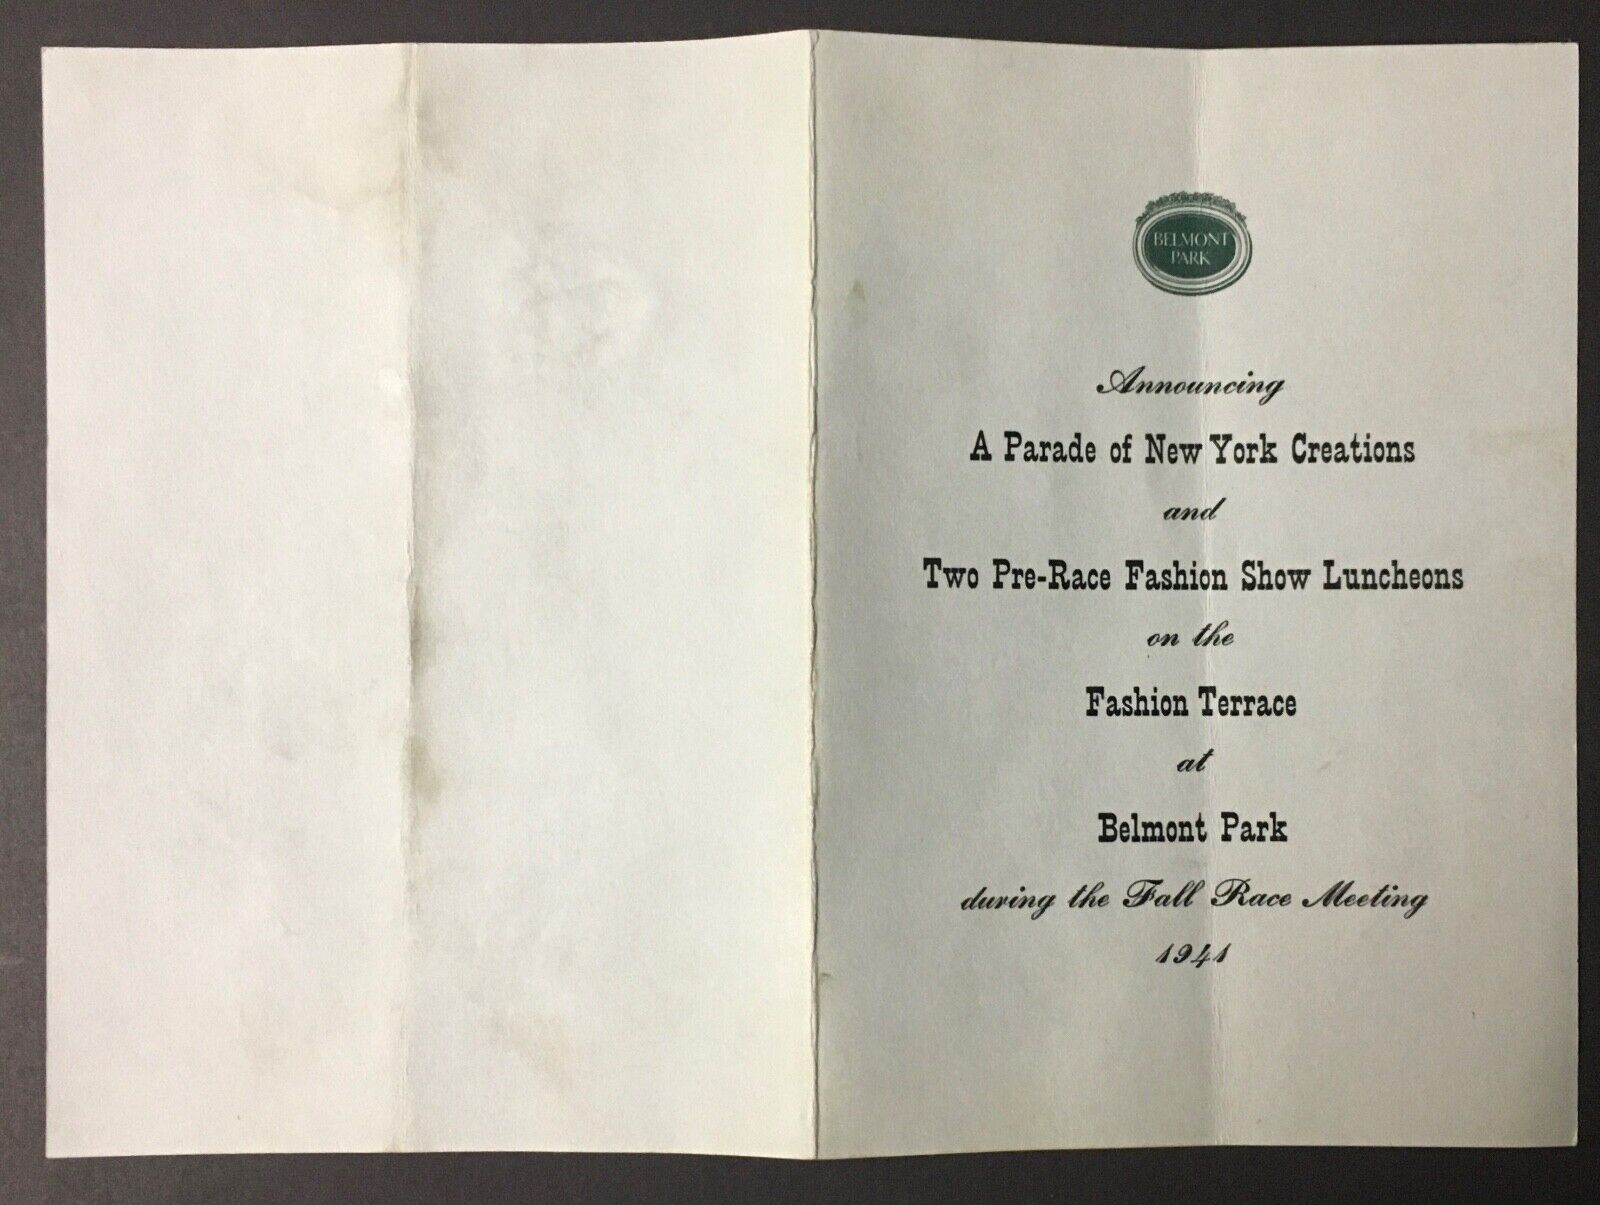 BELMONT
PARK
Announcing
A Parade of New York Creations
and
Two Pre-Race Fashion Show Luncheons
on the
Fashion Terrace
at
Belmont Park
during the Fall Race Meeting
1941